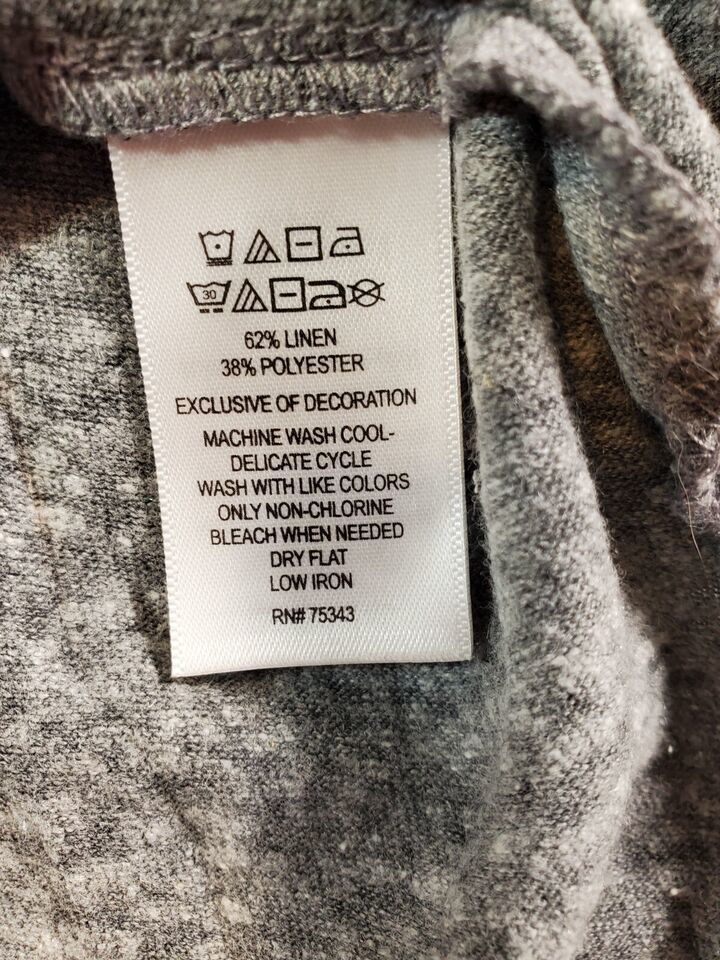 30
62% LINEN
38% POLYESTER
EXCLUSIVE OF DECORATION
MACHINE WASH COOL-
DELICATE CYCLE
WASH WITH LIKE COLORS
ONLY NON-CHLORINE
BLEACH WHEN NEEDED
DRY FLAT
LOW IRON
RN# 75343